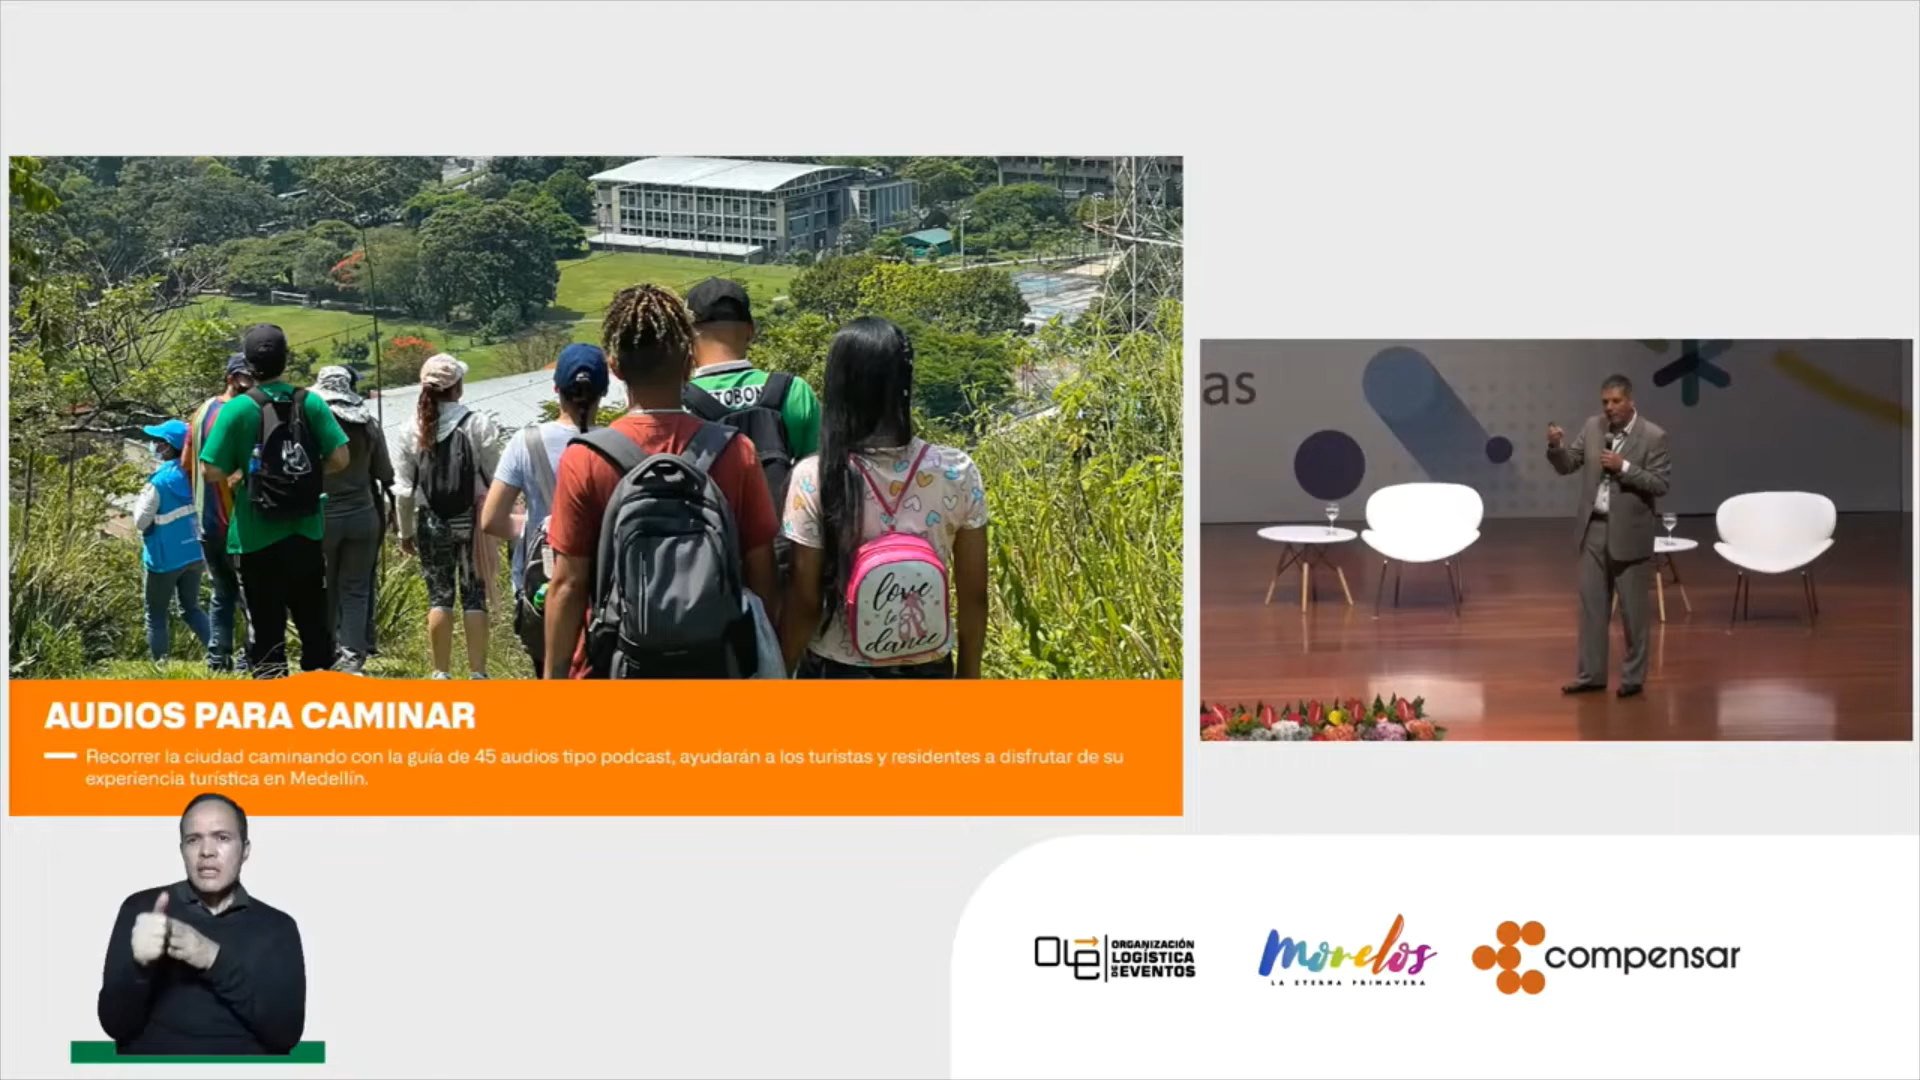 TOBON
love
to
dance
AUDIOS PARA CAMINAR
Recorrer la ciudad caminando con la guía de 45 audios tipo podcast, ayudarán a los turistas y residentes a disfrutar de su
experiencia turística en Medellín.
as
OLE
ORGANIZACIÓN
LOGÍSTICA
DE EVENTOS
morelos
LA ETERNA PRIMAVERA
compensar